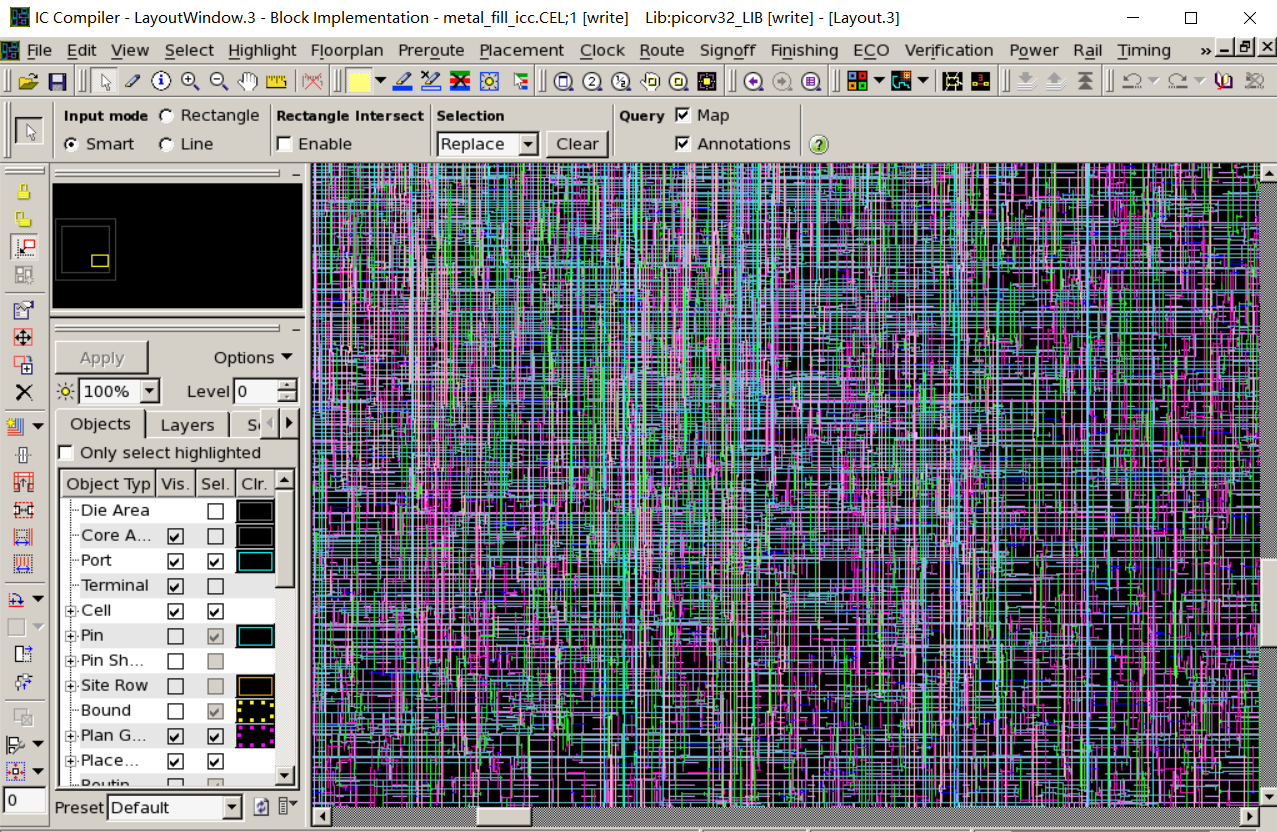 IC Compiler - LayoutWindow.3 - Block Implementation - metal_fill_icc.CEL;1 [write]    Lib:picorv32_LIB [write] - [Layout.3]
File Edit View Select Highlight Floorplan Preroute Placement Clock Route Signoff Finishing ECO Verification Power Rail Timing »
Input mode Rectangle Rectangle Intersect Selection Query Map
Smart Line Enable Replace Clear Annotations
Apply Options
100% Level 0
Objects Layers
Only select highlighted
Object Typ Vis. Sel. Clr.
Die Area
Core A...
Port
Terminal
Cell
Pin
Pin Sh...
Site Row
Bound
Plan G...
Place...
0
Preset Default